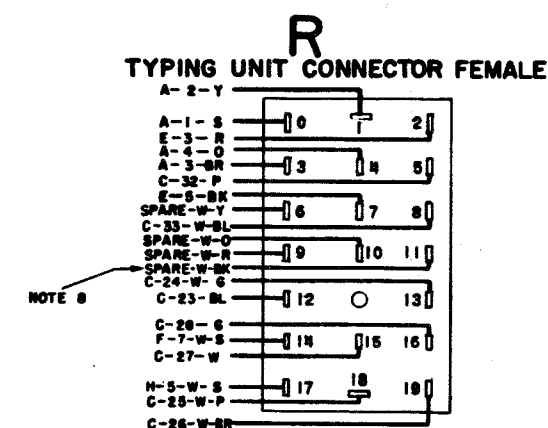 R
TYPING UNIT CONNECTOR FEMALE
A-2-Y
A-1-S 0 1 2
E-3-R
A-4-O
A-3-BR 3 4 5
C-32-P
E-5-BK
SPARE-W-Y 6 7 8
C-33-W-BL
SPARE-W-O
SPARE-W-R 9 10 11
SPARE-W-BK
NOTE 8
C-24-W-G
C-23-BL 12 13
C-28-G
F-7-W-S 14 15 16
C-27-W
H-5-W-S 17 18 19
C-25-W-P
C-26-W-BR